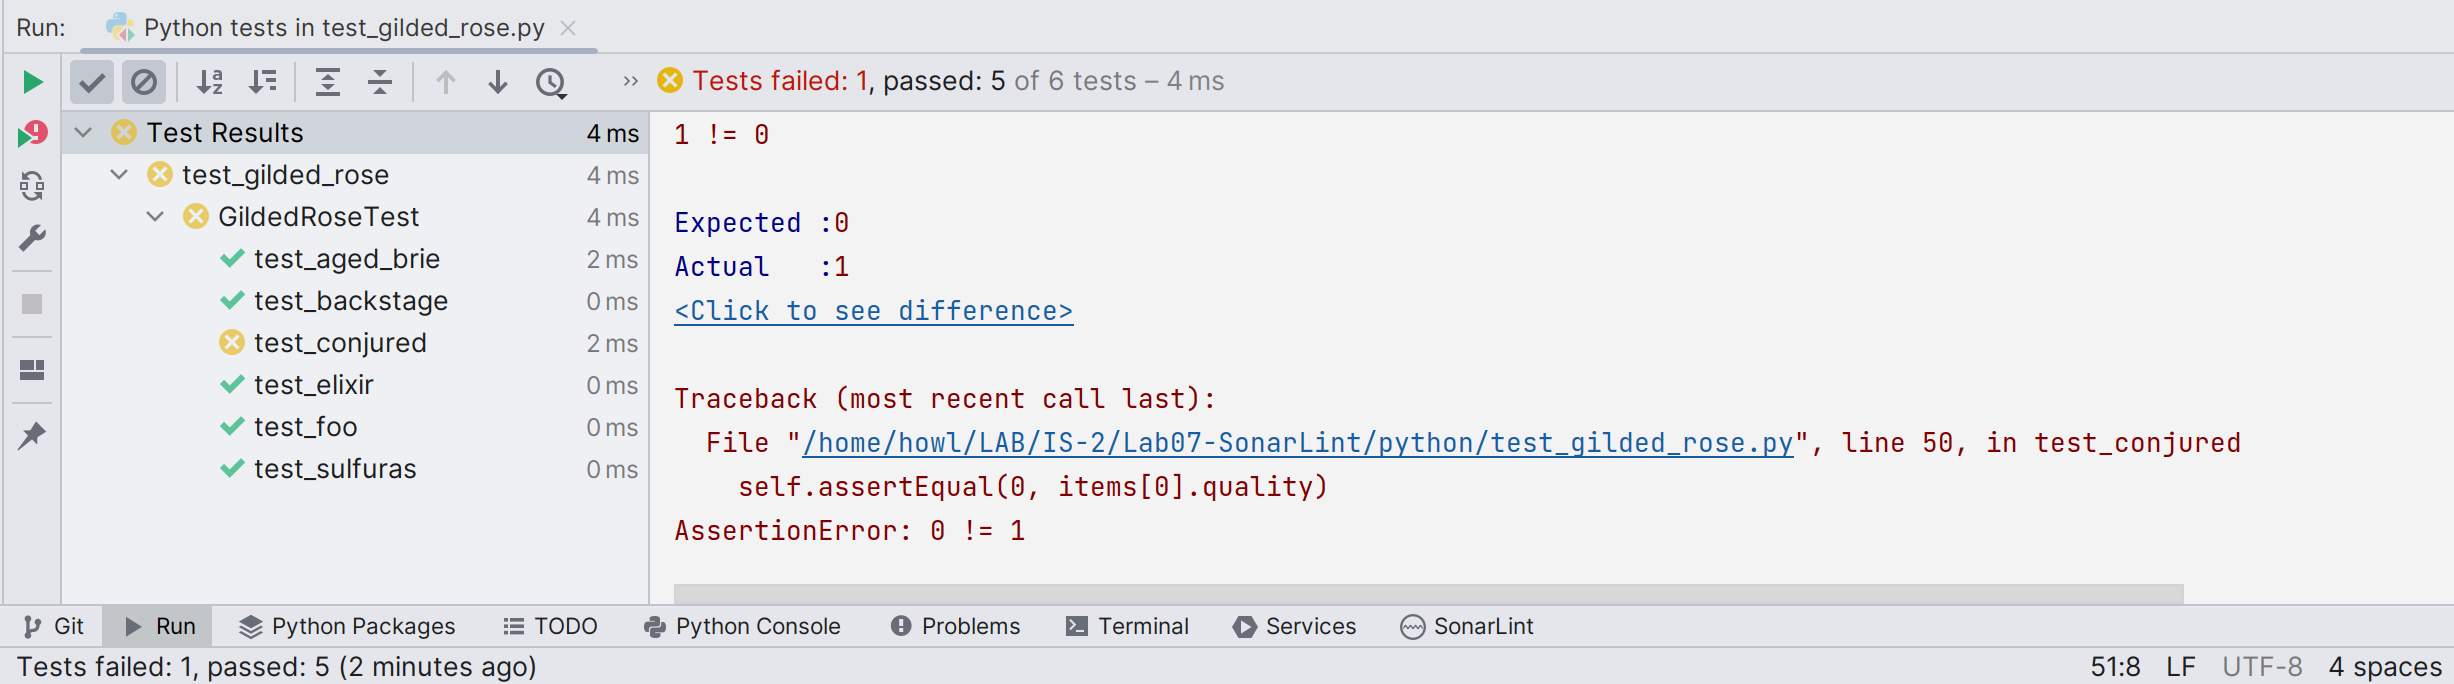 Run: Python tests in test_gilded_rose.py
Tests failed: 1, passed: 5 of 6 tests – 4 ms
Test Results 4 ms
test_gilded_rose 4 ms
GildedRoseTest 4 ms
test_aged_brie 2 ms
test_backstage 0 ms
test_conjured 2 ms
test_elixir 0 ms
test_foo 0 ms
test_sulfuras 0 ms
1 != 0
Expected :0
Actual   :1
<Click to see difference>
Traceback (most recent call last):
  File "/home/howl/LAB/IS-2/Lab07-SonarLint/python/test_gilded_rose.py", line 50, in test_conjured
    self.assertEqual(0, items[0].quality)
AssertionError: 0 != 1
Git Run Python Packages TODO Python Console Problems Terminal Services SonarLint
Tests failed: 1, passed: 5 (2 minutes ago) 51:8 LF UTF-8 4 spaces